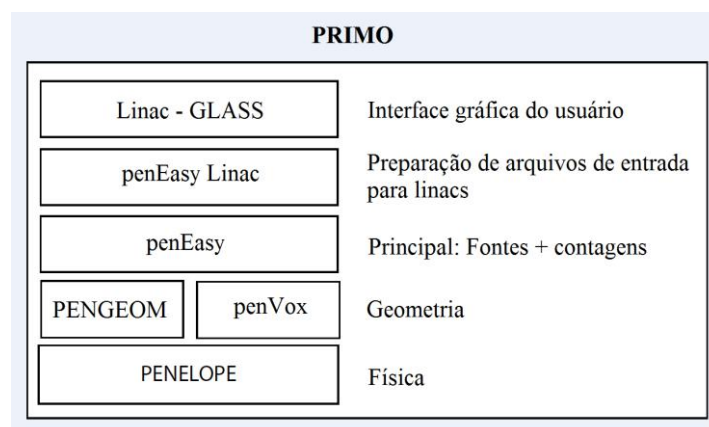 PRIMO
Linac - GLASS
Interface gráfica do usuário
penEasy Linac
Preparação de arquivos de entrada
para linacs
penEasy
Principal: Fontes + contagens
PENGEOM
penVox
Geometria
PENELOPE
Física